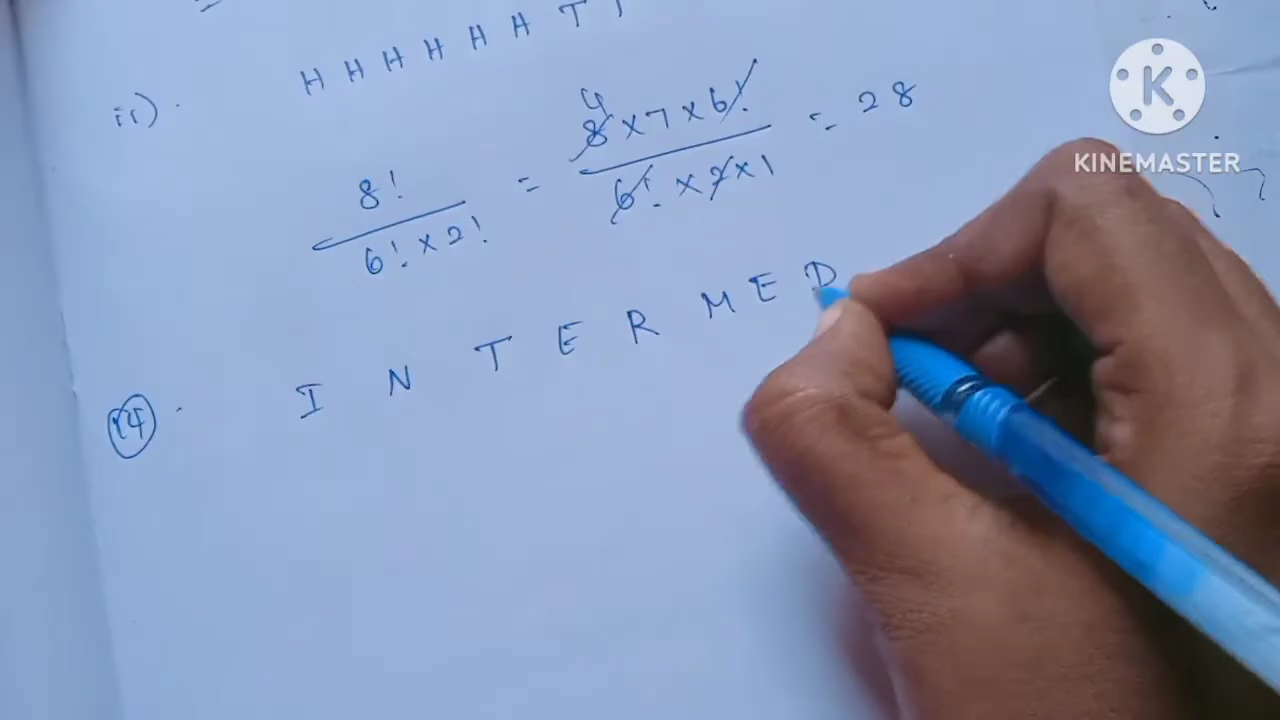 H H H H H H T T
ii).
8! / 6! × 2! = 8 × 7 × 6! / 6! × 2 × 1 = 28
4
14.
I N T E R M E D
KINEMASTER